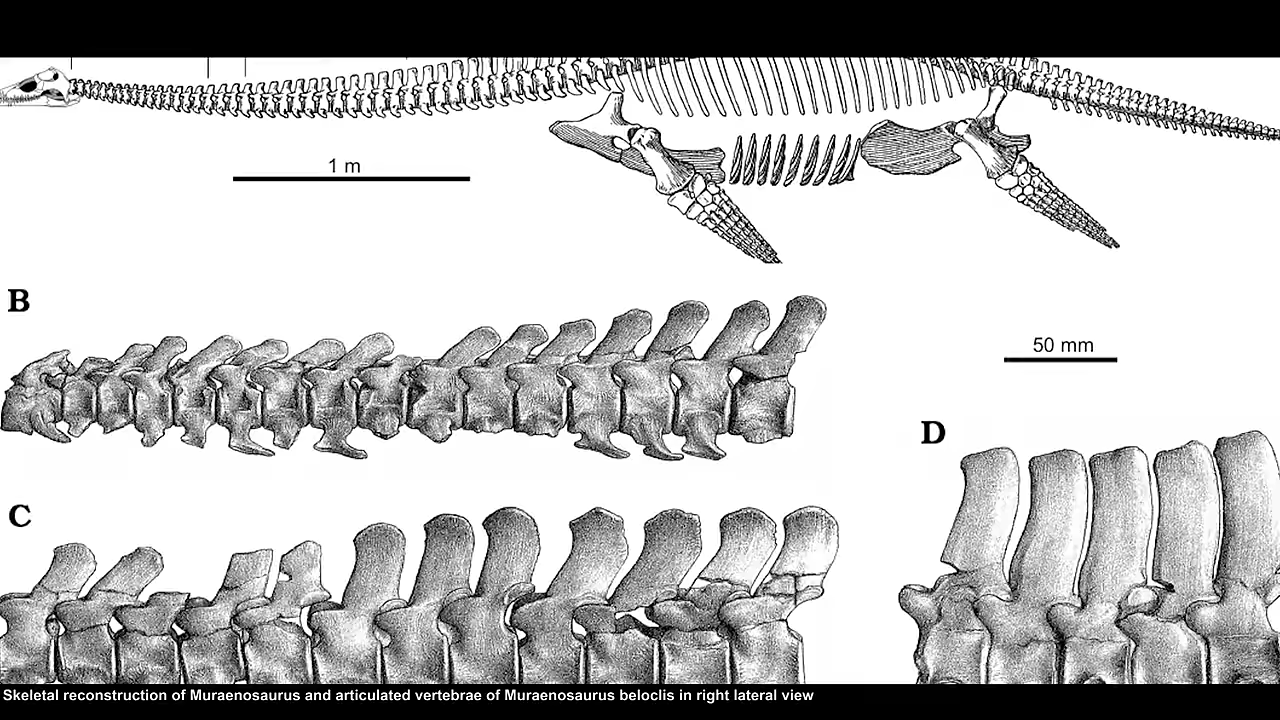 1 m
B
50 mm
D
C
Skeletal reconstruction of Muraenosaurus and articulated vertebrae of Muraenosaurus beloclis in right lateral view